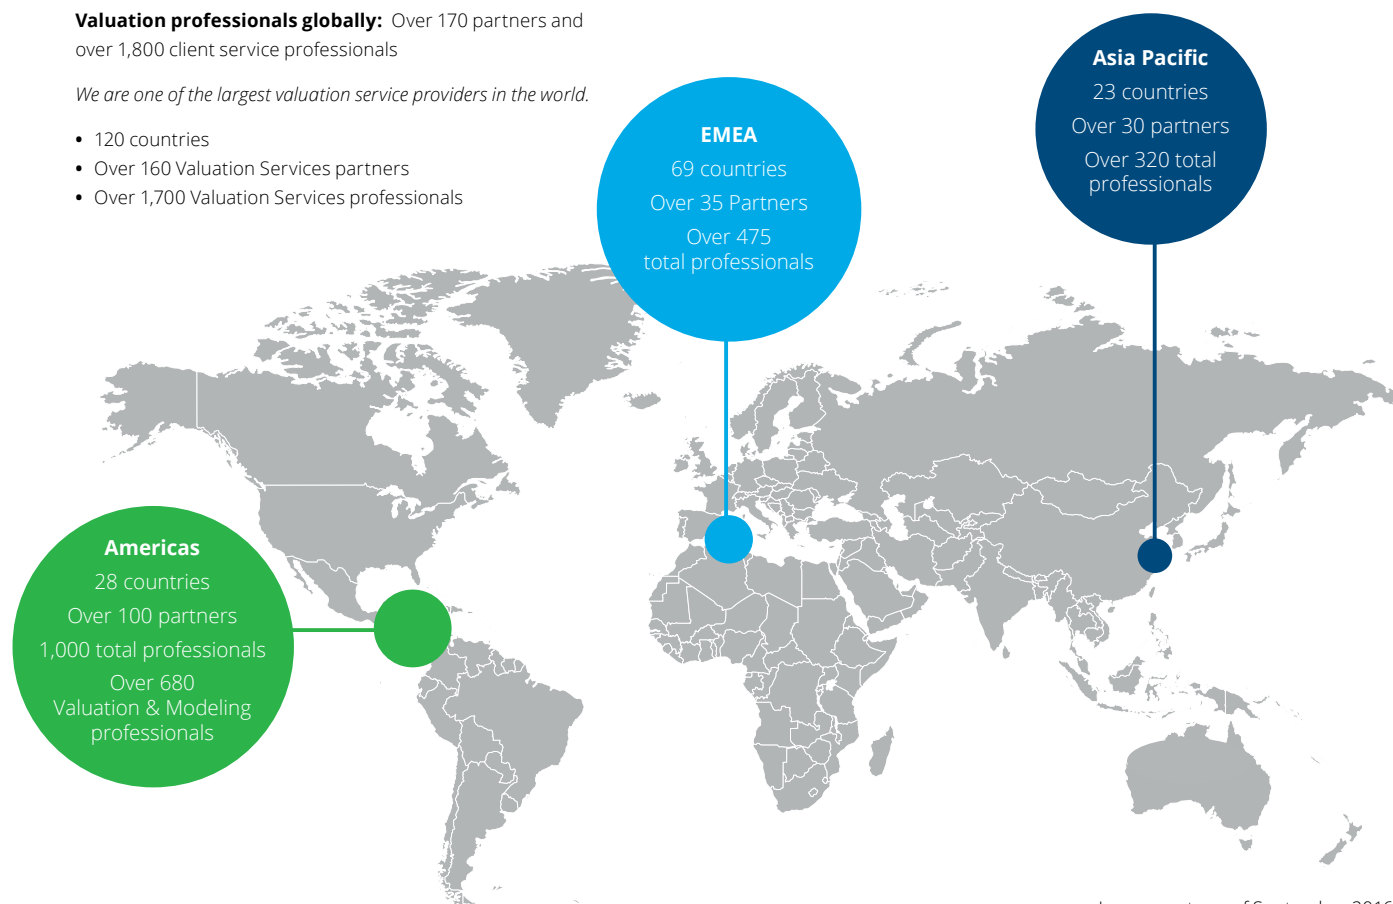 Valuation professionals globally: Over 170 partners and
over 1,800 client service professionals
We are one of the largest valuation service providers in the world.
• 120 countries
• Over 160 Valuation Services partners
• Over 1,700 Valuation Services professionals
EMEA
69 countries
Over 35 Partners
Over 475
total professionals
Asia Pacific
23 countries
Over 30 partners
Over 320 total
professionals
Americas
28 countries
Over 100 partners
1,000 total professionals
Over 680
Valuation & Modeling
professionals